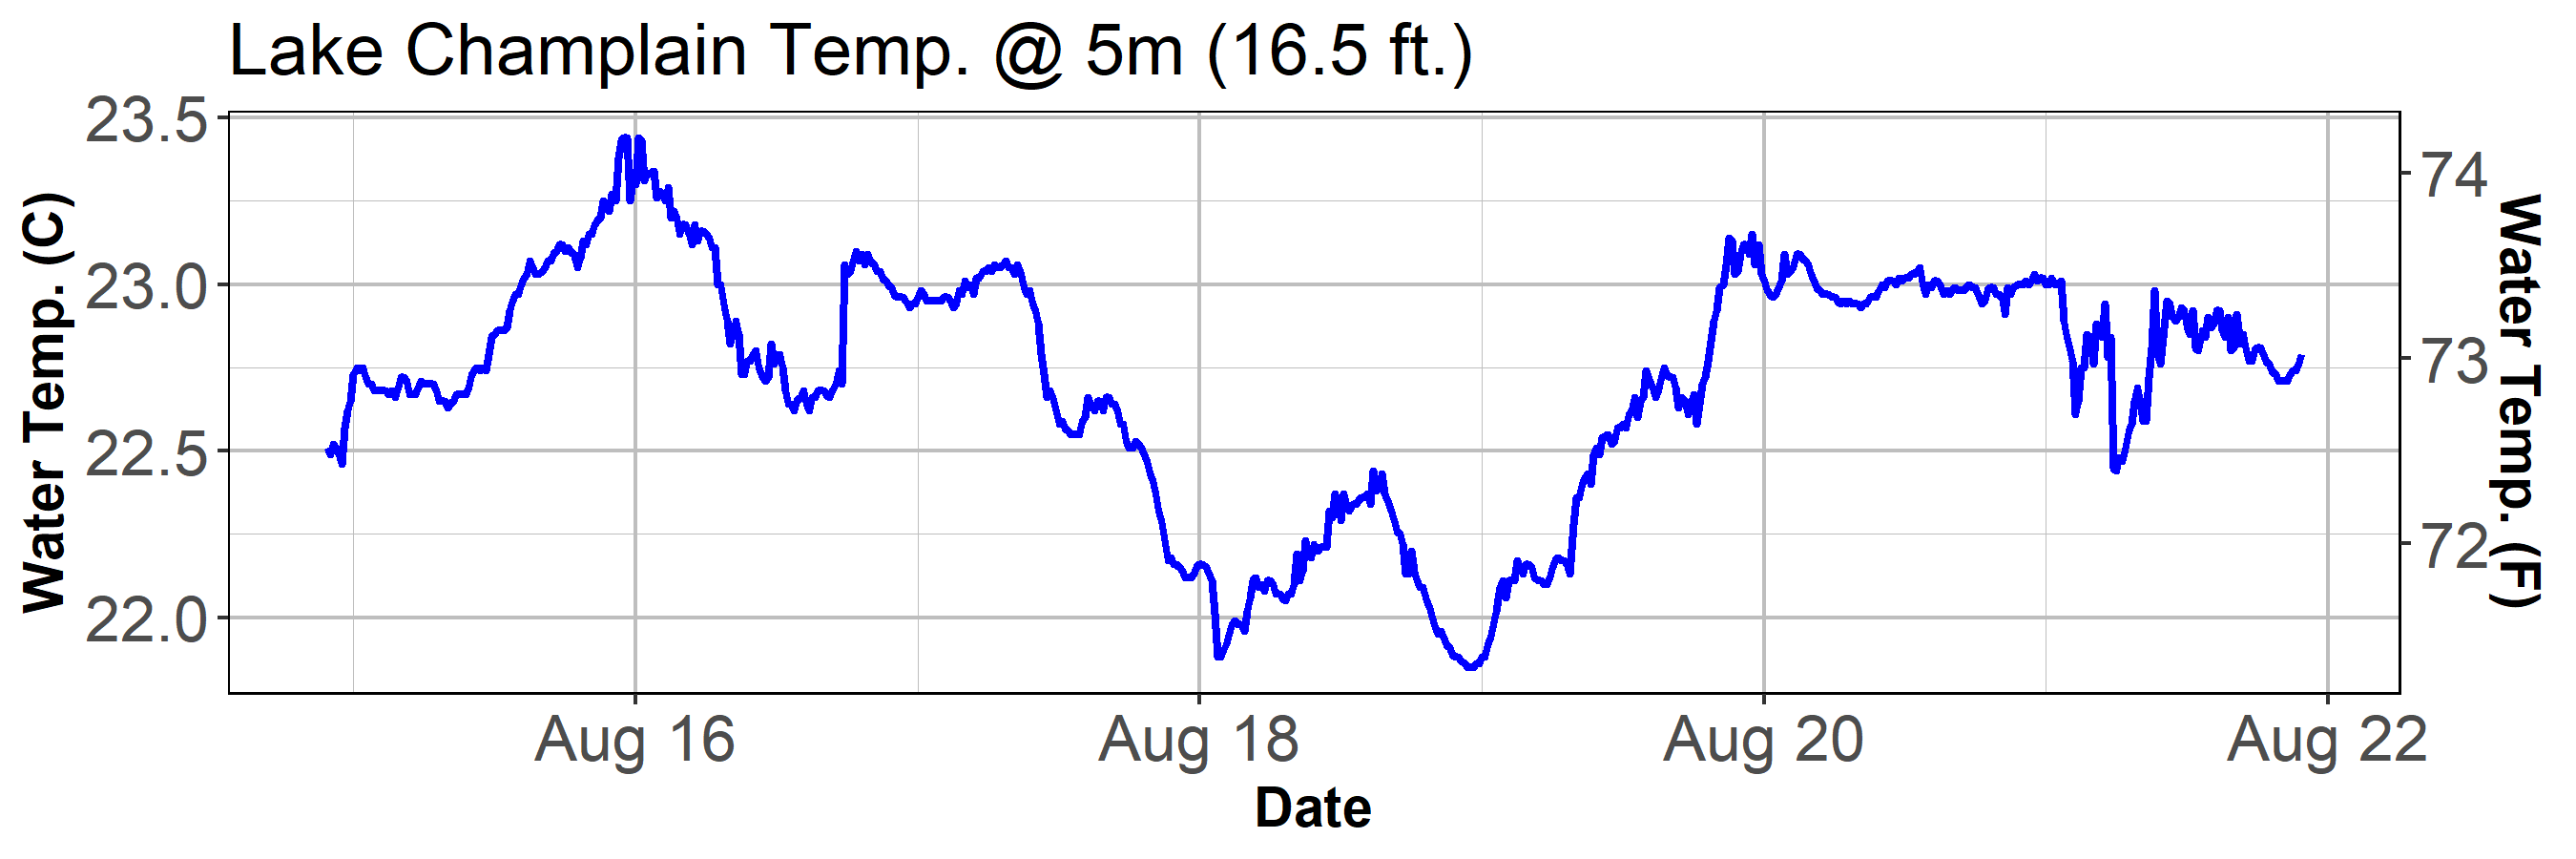 Lake Champlain Temp. @ 5m (16.5 ft.)
Water Temp. (C)
23.5
23.0
22.5
22.0
74
73
72
Water Temp. (F)
Aug 16 Aug 18 Aug 20 Aug 22
Date